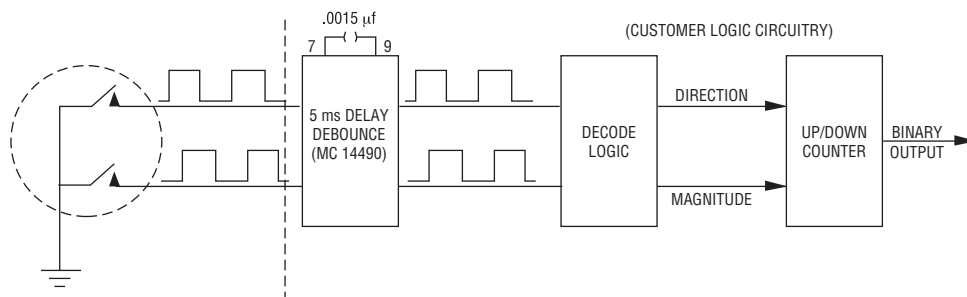 .0015 µf
7 9
(CUSTOMER LOGIC CIRCUITRY)
5 ms DELAY
DEBOUNCE
(MC 14490)
DECODE
LOGIC
DIRECTION
MAGNITUDE
UP/DOWN
COUNTER
BINARY
OUTPUT